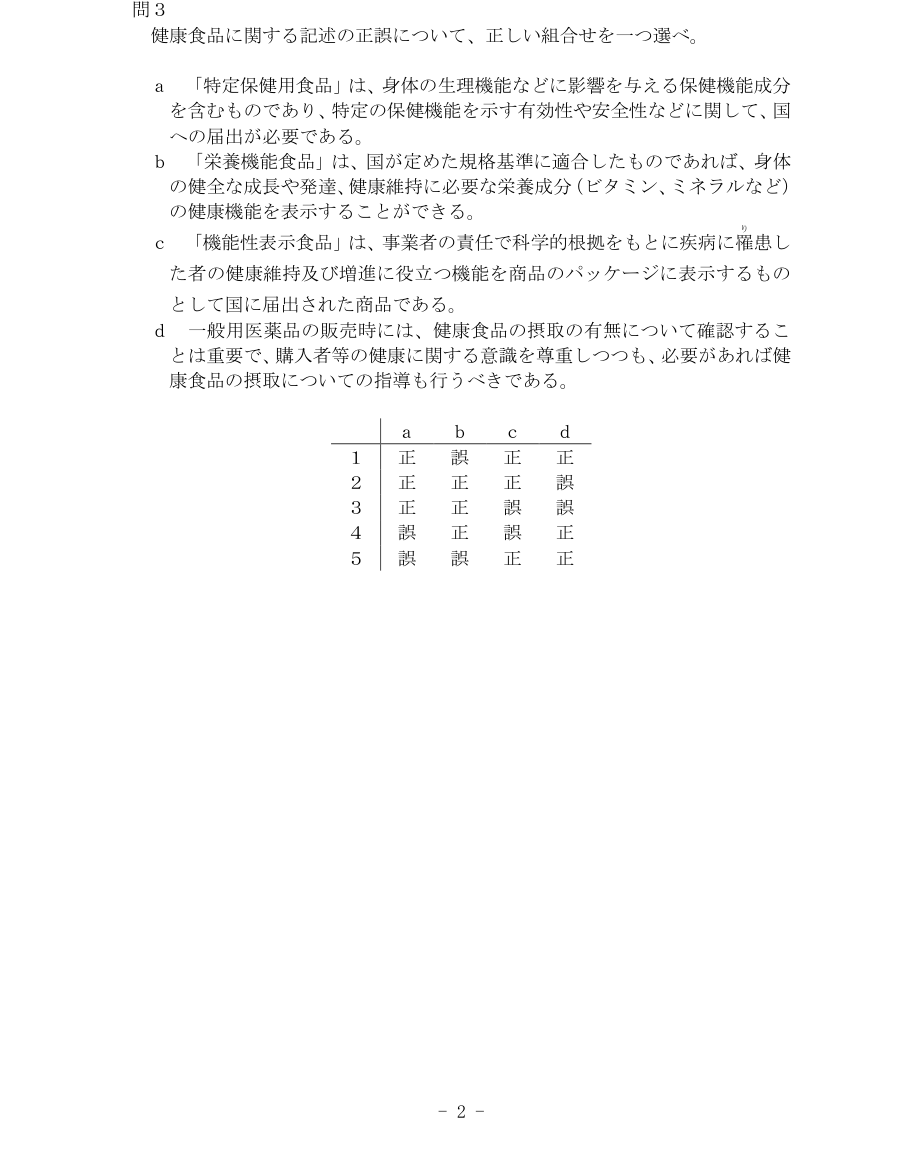 問３
健康食品に関する記述の正誤について、正しい組合せを一つ選べ。
a 「特定保健用食品」は、身体の生理機能などに影響を与える保健機能成分
を含むものであり、特定の保健機能を示す有効性や安全性などに関して、国
への届出が必要である。
b 「栄養機能食品」は、国が定めた規格基準に適合したものであれば、身体
の健全な成長や発達、健康維持に必要な栄養成分（ビタミン、ミネラルなど）
の健康機能を表示することができる。
り
c 「機能性表示食品」は、事業者の責任で科学的根拠をもとに疾病に罹患し
た者の健康維持及び増進に役立つ機能を商品のパッケージに表示するもの
として国に届出された商品である。
d 一般用医薬品の販売時には、健康食品の摂取の有無について確認するこ
とは重要で、購入者等の健康に関する意識を尊重しつつも、必要があれば健
康食品の摂取についての指導も行うべきである。
a b c d
1 正 誤 正 正
2 正 正 正 誤
3 正 正 誤 誤
4 誤 正 誤 正
5 誤 誤 正 正
- 2 -